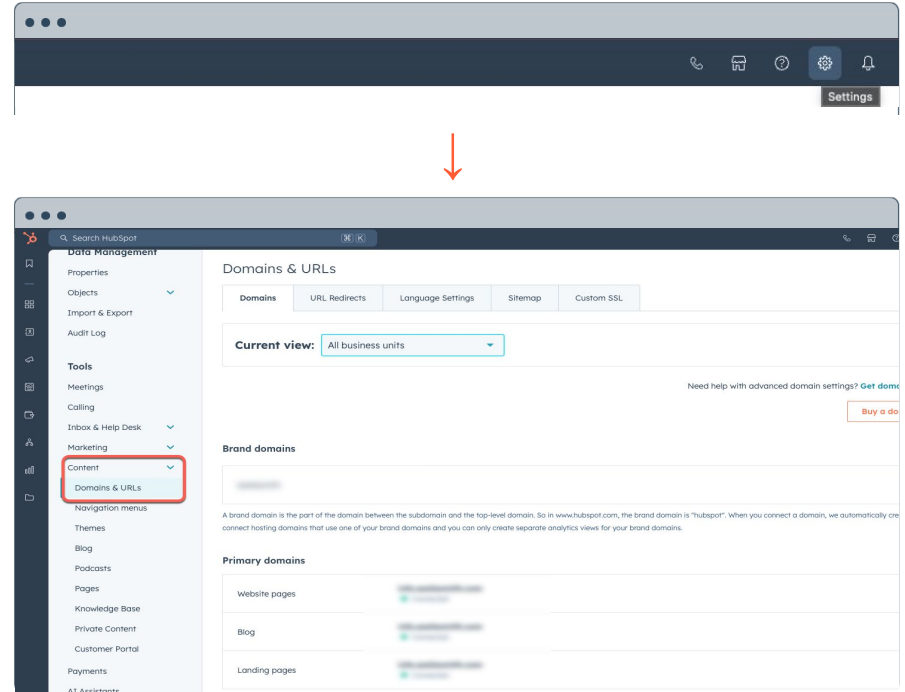 Settings
Search HubSpot
⌘ K
Data Management
Properties
Objects
Import & Export
Audit Log
Tools
Meetings
Calling
Inbox & Help Desk
Marketing
Content
Domains & URLs
Navigation menus
Themes
Blog
Podcasts
Pages
Knowledge Base
Private Content
Customer Portal
Payments
AI Assistants
Domains & URLs
Domains URL Redirects Language Settings Sitemap Custom SSL
Current view: All business units
Need help with advanced domain settings? Get doma
Buy a do
Brand domains
A brand domain is the part of the domain between the subdomain and the top-level domain. So in www.hubspot.com, the brand domain is "hubspot". When you connect a domain, we automatically cre
connect hosting domains that use one of your brand domains and you can only create separate analytics views for your brand domains.
Primary domains
Website pages
Blog
Landing pages